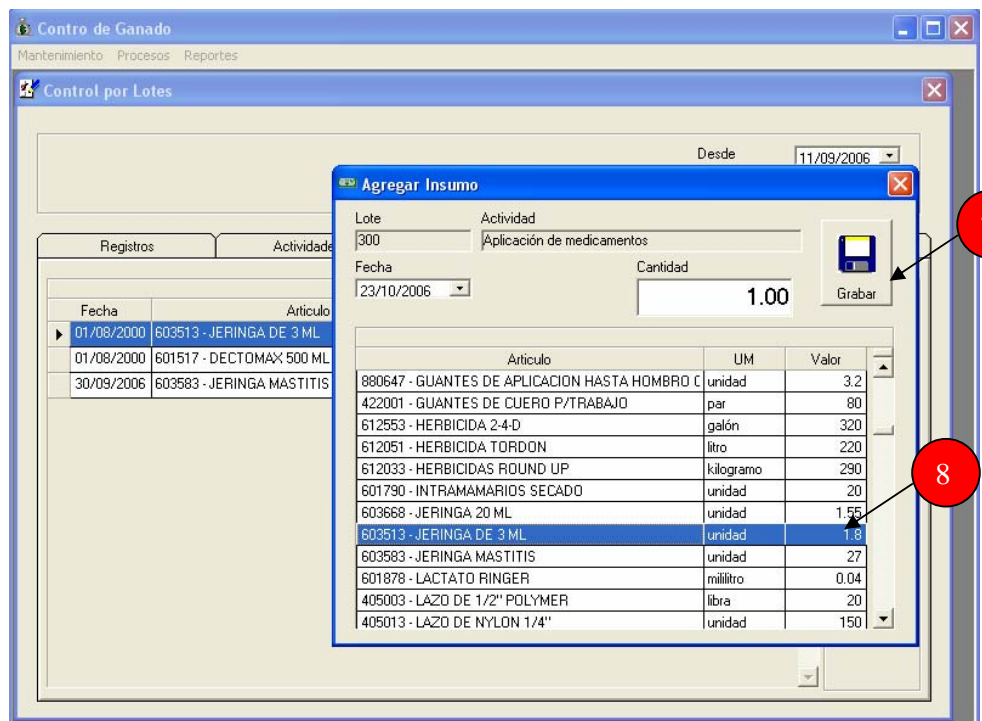 Contro de Ganado
Mantenimiento Procesos Reportes
Control por Lotes
Desde 11/09/2006
Agregar Insumo
Lote Actividad
300 Aplicación de medicamentos
Fecha Cantidad
23/10/2006 1.00
Grabar
Registros
Fecha Articulo
01/08/2000 603513 - JERINGA DE 3 ML
01/08/2000 601517 - DECTOMAX 500 ML
30/09/2006 603583 - JERINGA MASTITIS
Articulo UM Valor
880647 - GUANTES DE APLICACION HASTA HOMBRO unidad 3.2
422001 - GUANTES DE CUERO P/TRABAJO par 80
612553 - HERBICIDA 2-4-D galón 320
612051 - HERBICIDA TORDON litro 220
612033 - HERBICIDAS ROUND UP kilogramo 290
601790 - INTRAMAMARIOS SECADO unidad 20
603668 - JERINGA 20 ML unidad 1.55
603513 - JERINGA DE 3 ML unidad 1.8
603583 - JERINGA MASTITIS unidad 27
601878 - LACTATO RINGER mililitro 0.04
405003 - LAZO DE 1/2" POLYMER libra 20
405013 - LAZO DE NYLON 1/4" unidad 150
8